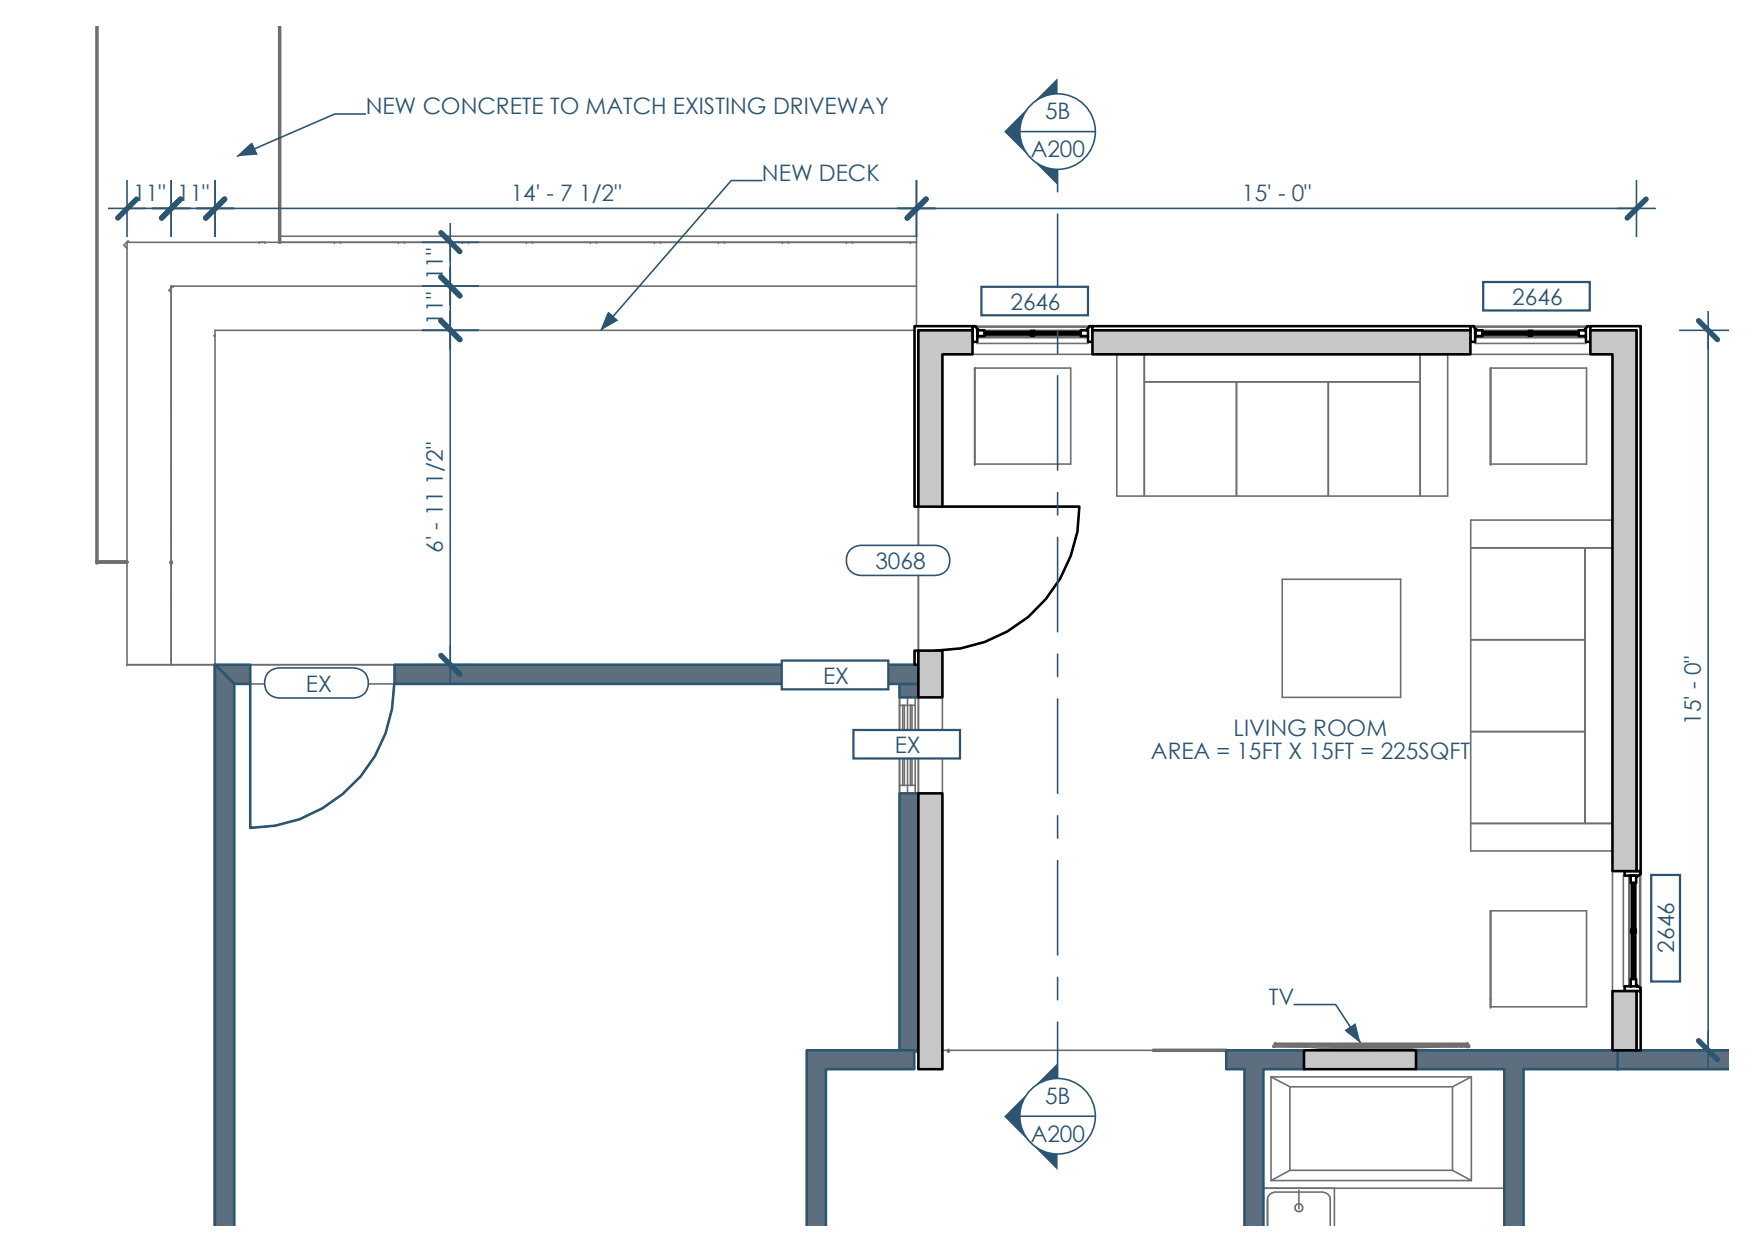 NEW CONCRETE TO MATCH EXISTING DRIVEWAY
5B
A200
NEW DECK
11"
11"
14' - 7 1/2"
15' - 0"
11"
11"
2646
2646
6' - 11 1/2"
3068
EX
EX
EX
LIVING ROOM
AREA = 15FT X 15FT = 225SQFT
15' - 0"
2646
TV
5B
A200